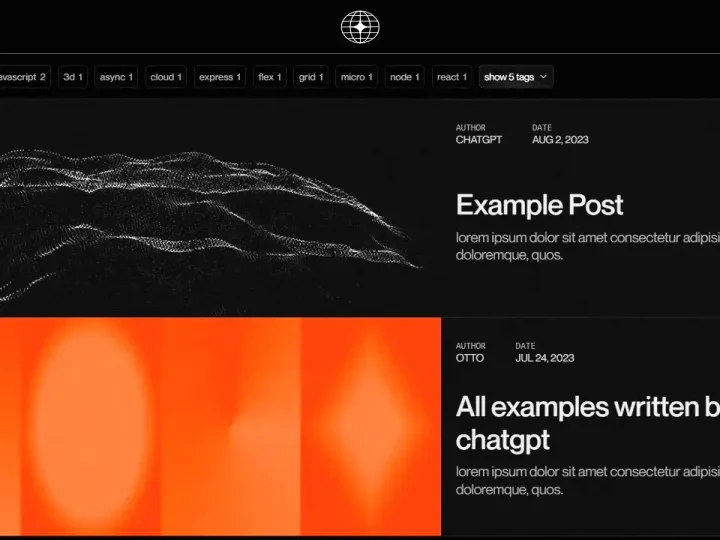 avascript 2 3d 1 async 1 cloud 1 express 1 flex 1 grid 1 micro 1 node 1 react 1 show 5 tags
AUTHOR DATE
CHATGPT AUG 2, 2023
Example Post
lorem ipsum dolor sit amet consectetur adipisi
doloremque, quos.
AUTHOR DATE
OTTO JUL 24, 2023
All examples written b
chatgpt
lorem ipsum dolor sit amet consectetur adipisi
doloremque, quos.